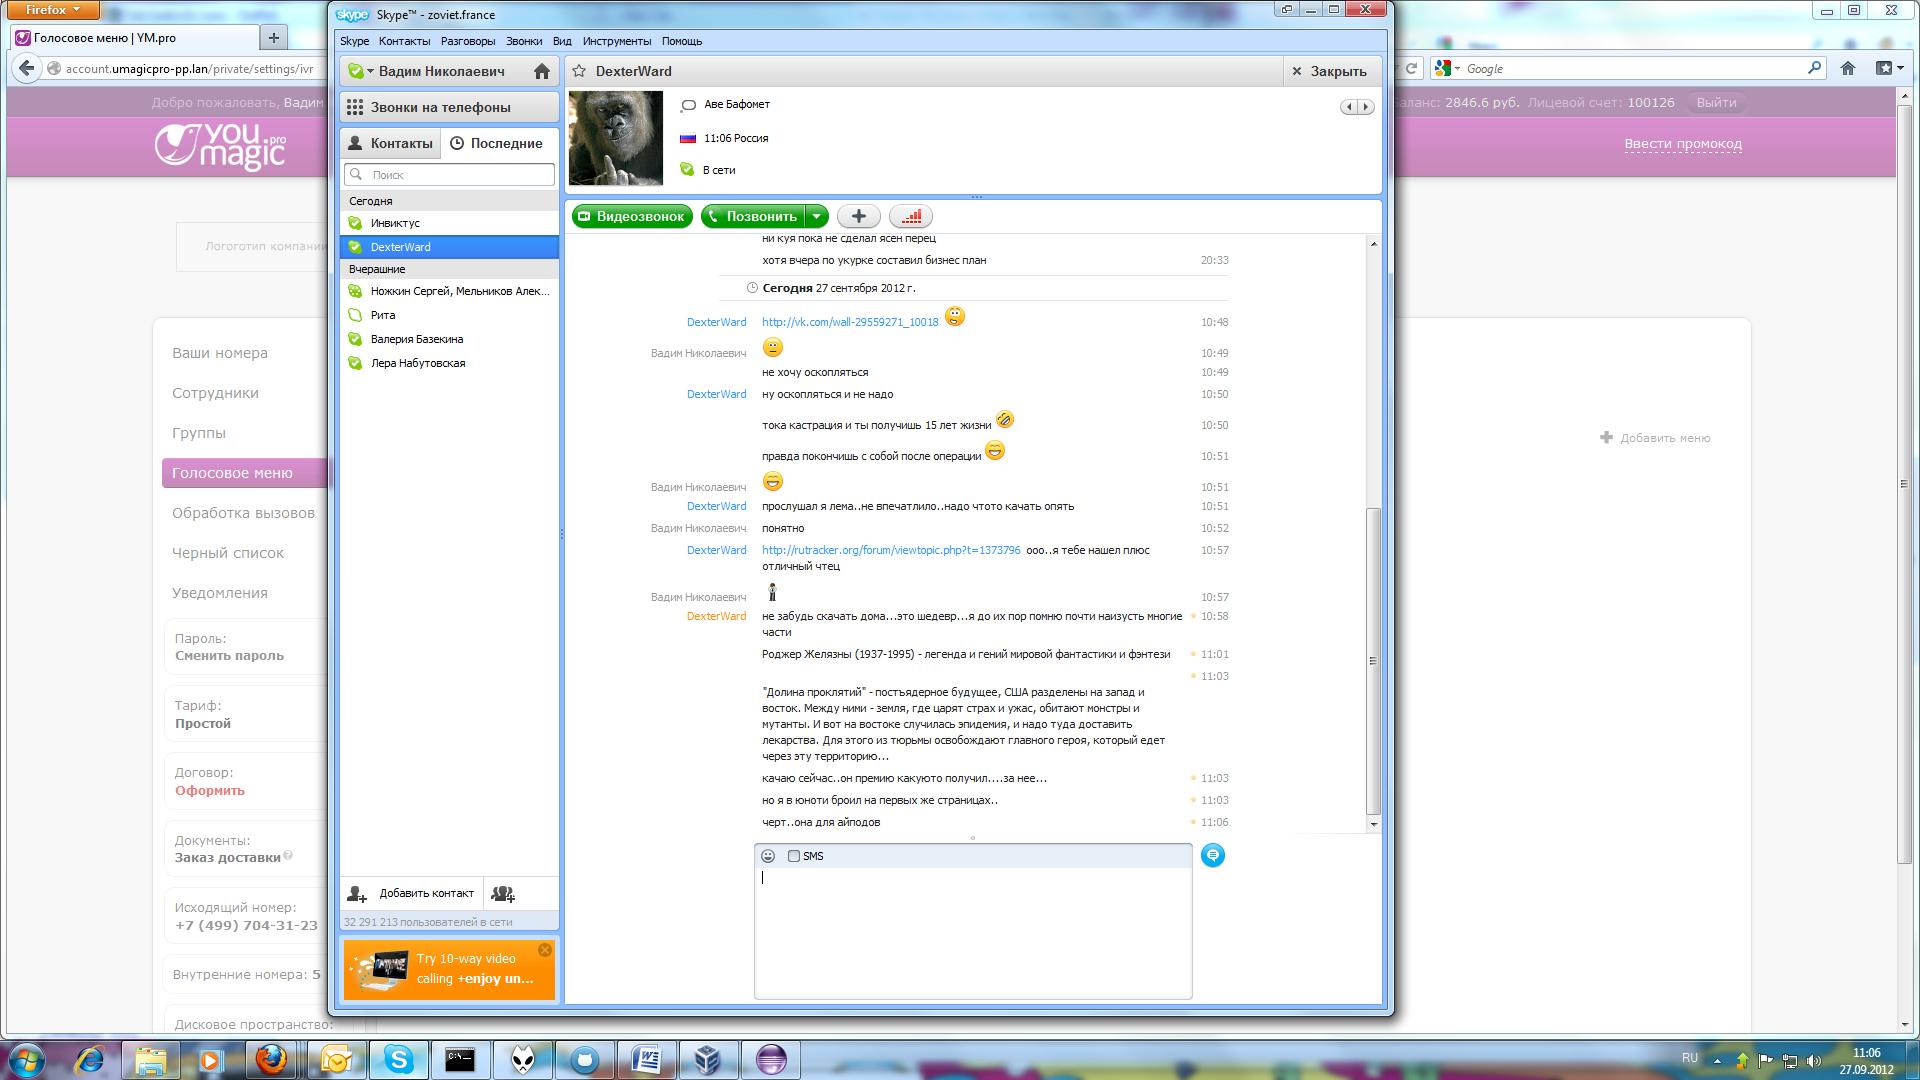 Firefox
Голосовое меню | YM.pro
account.umagicpro-pp.lan/private/settings/ivr
Google
Добро пожаловать, Вадим
баланс: 2846.6 руб. Лицевой счет: 100126 Выйти
you magic .pro
Ввести промокод
Логотип компании
Ваши номера
Сотрудники
Группы
Голосовое меню
Обработка вызовов
Черный список
Уведомления
Пароль:
Сменить пароль
Тариф:
Простой
Договор:
Оформить
Документы:
Заказ доставки
Исходящий номер:
+7 (499) 704-31-23
Внутренние номера: 5
Дисковое пространство:
Добавить меню
skype Skype™ - zoviet.france
Skype Контакты Разговоры Звонки Вид Инструменты Помощь
Вадим Николаевич
Звонки на телефоны
Контакты Последние
Поиск
Сегодня
Инвиктус
DexterWard
Вчерашние
Ножкин Сергей, Мельников Алек...
Рита
Валерия Базекина
Лера Набутовская
Добавить контакт
32 291 213 пользователей в сети
Try 10-way video
calling +enjoy un...
DexterWard
Закрыть
Аве Бафомет
11:06 Россия
В сети
Видеозвонок Позвонить
ни куя пока не сделал ясен перец
хотя вчера по укурке составил бизнес план 20:33
Сегодня 27 сентября 2012 г.
DexterWard http://vk.com/wall-29559271_10018 10:48
Вадим Николаевич 10:49
не хочу оскопляться 10:49
DexterWard ну оскопляться и не надо 10:50
тока кастрация и ты получишь 15 лет жизни 10:50
правда покончишь с собой после операции 10:51
Вадим Николаевич 10:51
DexterWard прослушал я лема..не впечатлило..надо чтото качать опять 10:51
Вадим Николаевич понятно 10:52
DexterWard http://rutracker.org/forum/viewtopic.php?t=1373796 ооо..я тебе нашел плюс 10:57
отличный чтец
Вадим Николаевич 10:57
DexterWard не забудь скачать дома...это шедевр...я до их пор помню почти наизусть многие 10:58
части
Роджер Желязны (1937-1995) - легенда и гений мировой фантастики и фэнтези 11:01
11:03
"Долина проклятий" - постъядерное будущее, США разделены на запад и
восток. Между ними - земля, где царят страх и ужас, обитают монстры и
мутанты. И вот на востоке случилась эпидемия, и надо туда доставить
лекарства. Для этого из тюрьмы освобождают главного героя, который едет
через эту территорию...
качаю сейчас..он премию какуюто получил....за нее... 11:03
но я в юноти броил на первых же страницах.. 11:03
черт..она для айподов 11:06
SMS
RU
11:06
27.09.2012